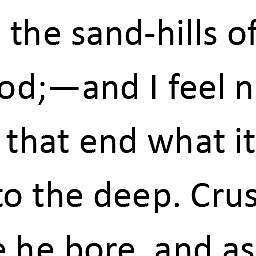 the sand-hills of
od;—and I feel n
that end what it
to the deep. Crus
e he bore, and as